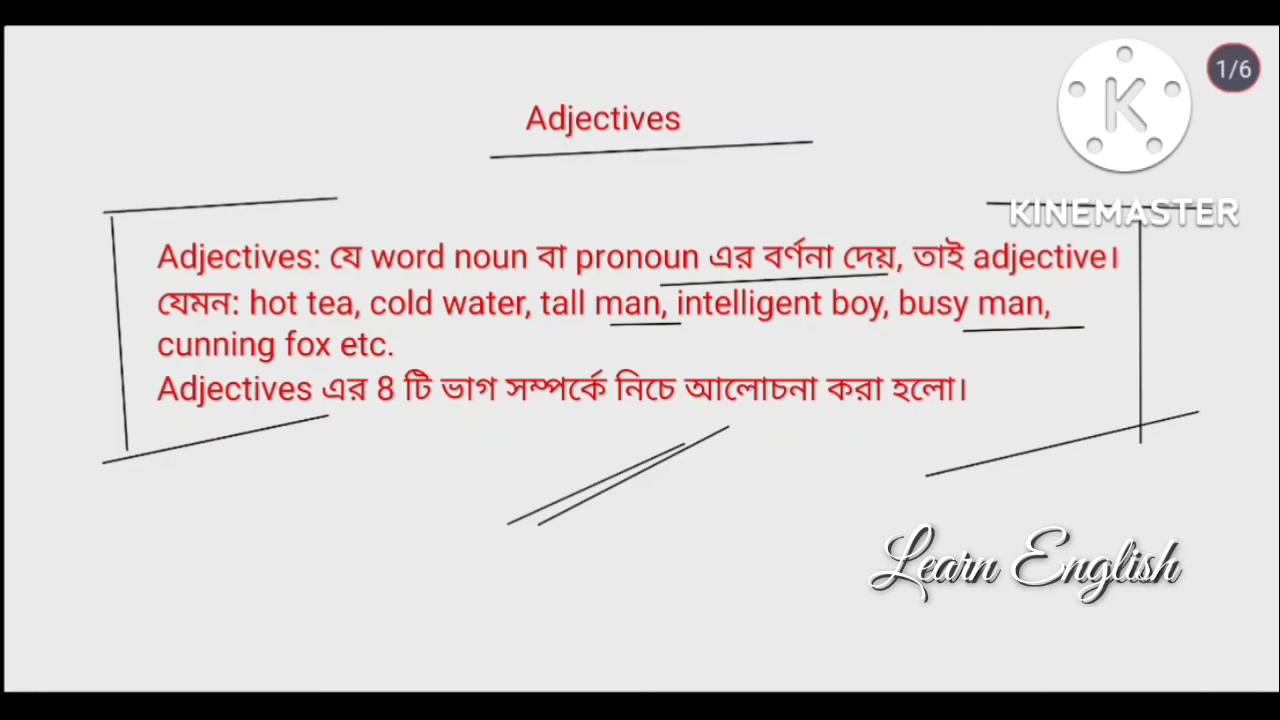 1/6
K
KINEMASTER
Adjectives
Adjectives: যে word noun বা pronoun এর বর্ণনা দেয়, তাই adjective।
যেমন: hot tea, cold water, tall man, intelligent boy, busy man,
cunning fox etc.
Adjectives এর 8 টি ভাগ সম্পর্কে নিচে আলোচনা করা হলো।
Learn English